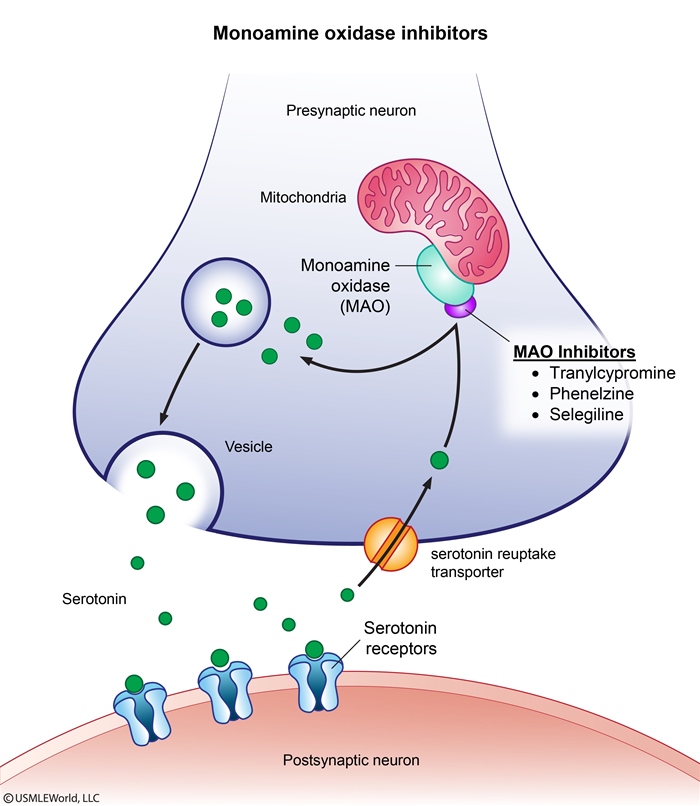 Monoamine oxidase inhibitors
Presynaptic neuron
Mitochondria
Monoamine
oxidase
(MAO)
MAO Inhibitors
• Tranylcypromine
• Phenelzine
• Selegiline
Vesicle
serotonin reuptake
transporter
Serotonin
Serotonin
receptors
Postsynaptic neuron
© USMLEWorld, LLC